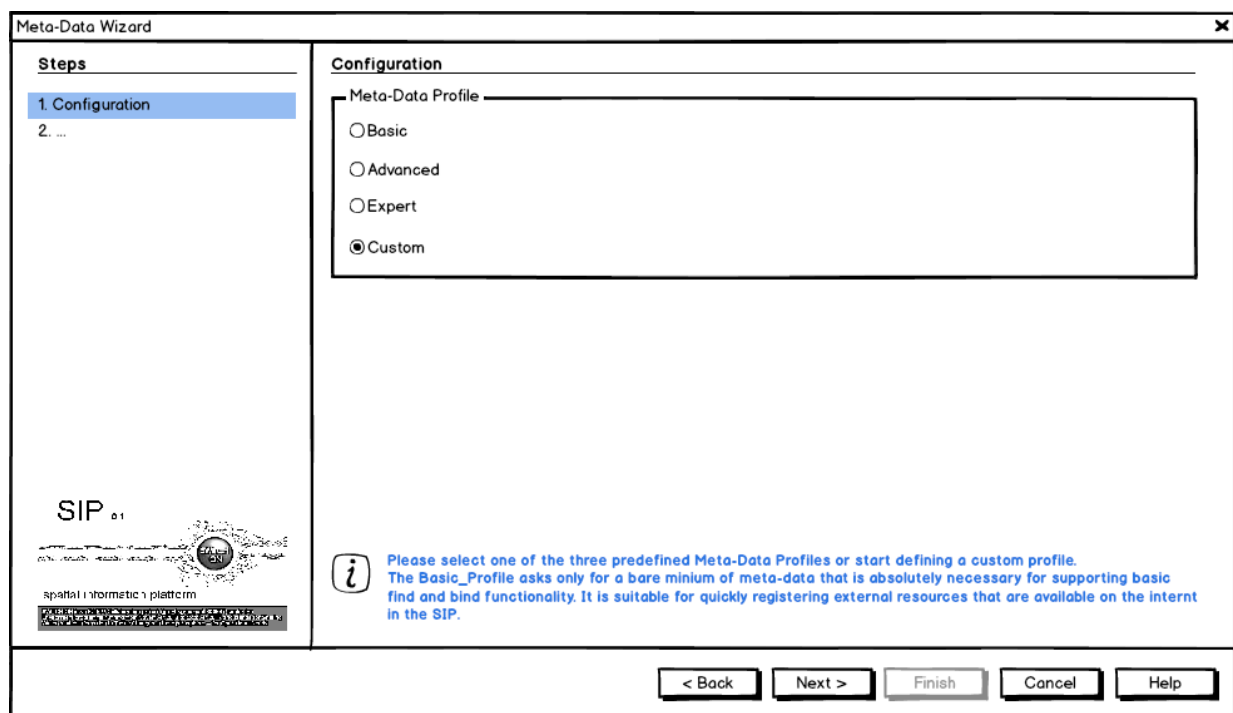 Meta-Data Wizard
Steps
1. Configuration
2. ...
Configuration
Meta-Data Profile
Basic
Advanced
Expert
Custom
SIP 0.1
spatial information platform
Please select one of the three predefined Meta-Data Profiles or start defining a custom profile.
The Basic_Profile asks only for a bare minium of meta-data that is absolutely necessary for supporting basic
find and bind functionality. It is suitable for quickly registering external resources that are available on the internt
in the SIP.
< Back
Next >
Finish
Cancel
Help